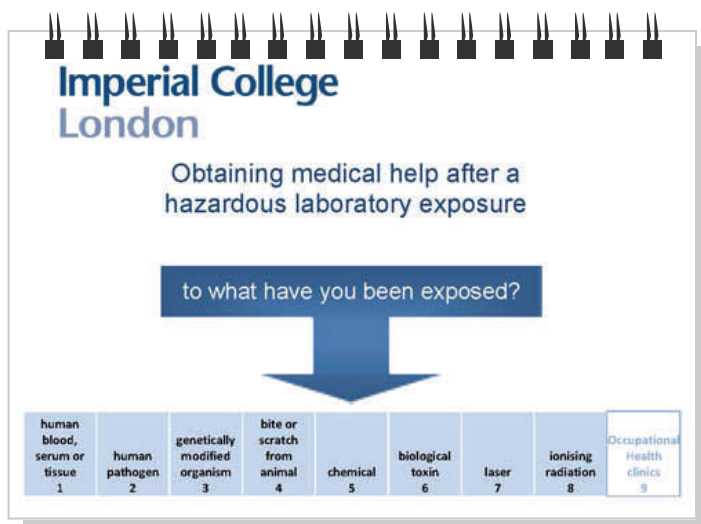 Imperial College
London
Obtaining medical help after a
hazardous laboratory exposure
to what have you been exposed?
human
blood,
serum or
tissue
1
human
pathogen
2
genetically
modified
organism
3
bite or
scratch
from
animal
4
chemical
5
biological
toxin
6
laser
7
ionising
radiation
8
Occupational
Health
clinics
9